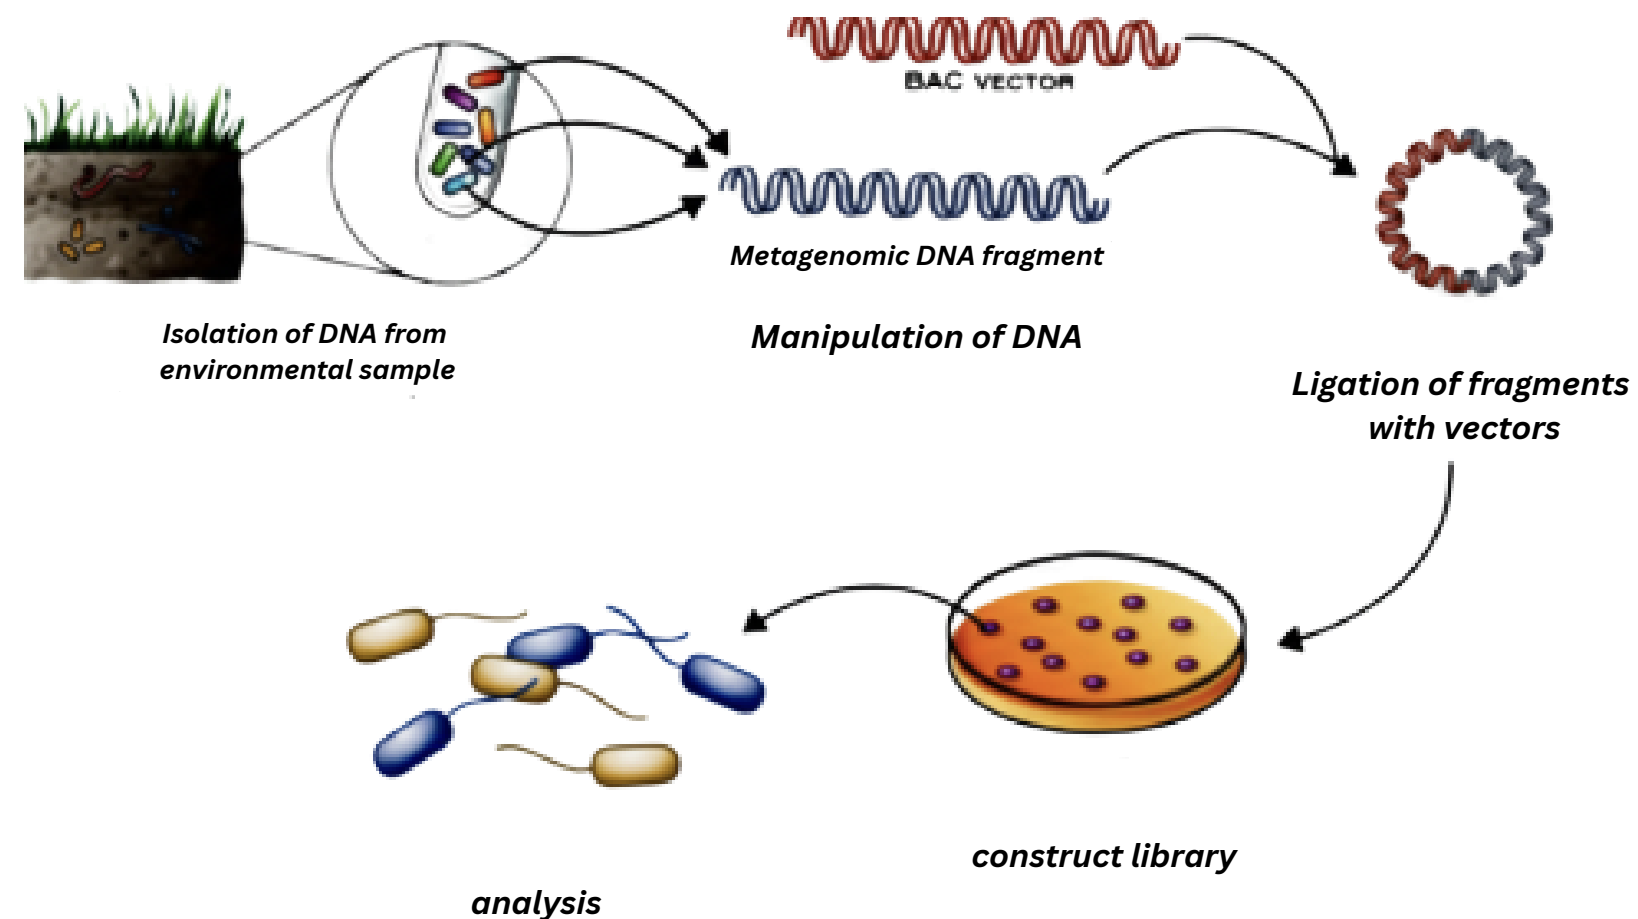 BAC VECTOR
Metagenomic DNA fragment
Isolation of DNA from
environmental sample
Manipulation of DNA
Ligation of fragments
with vectors
construct library
analysis